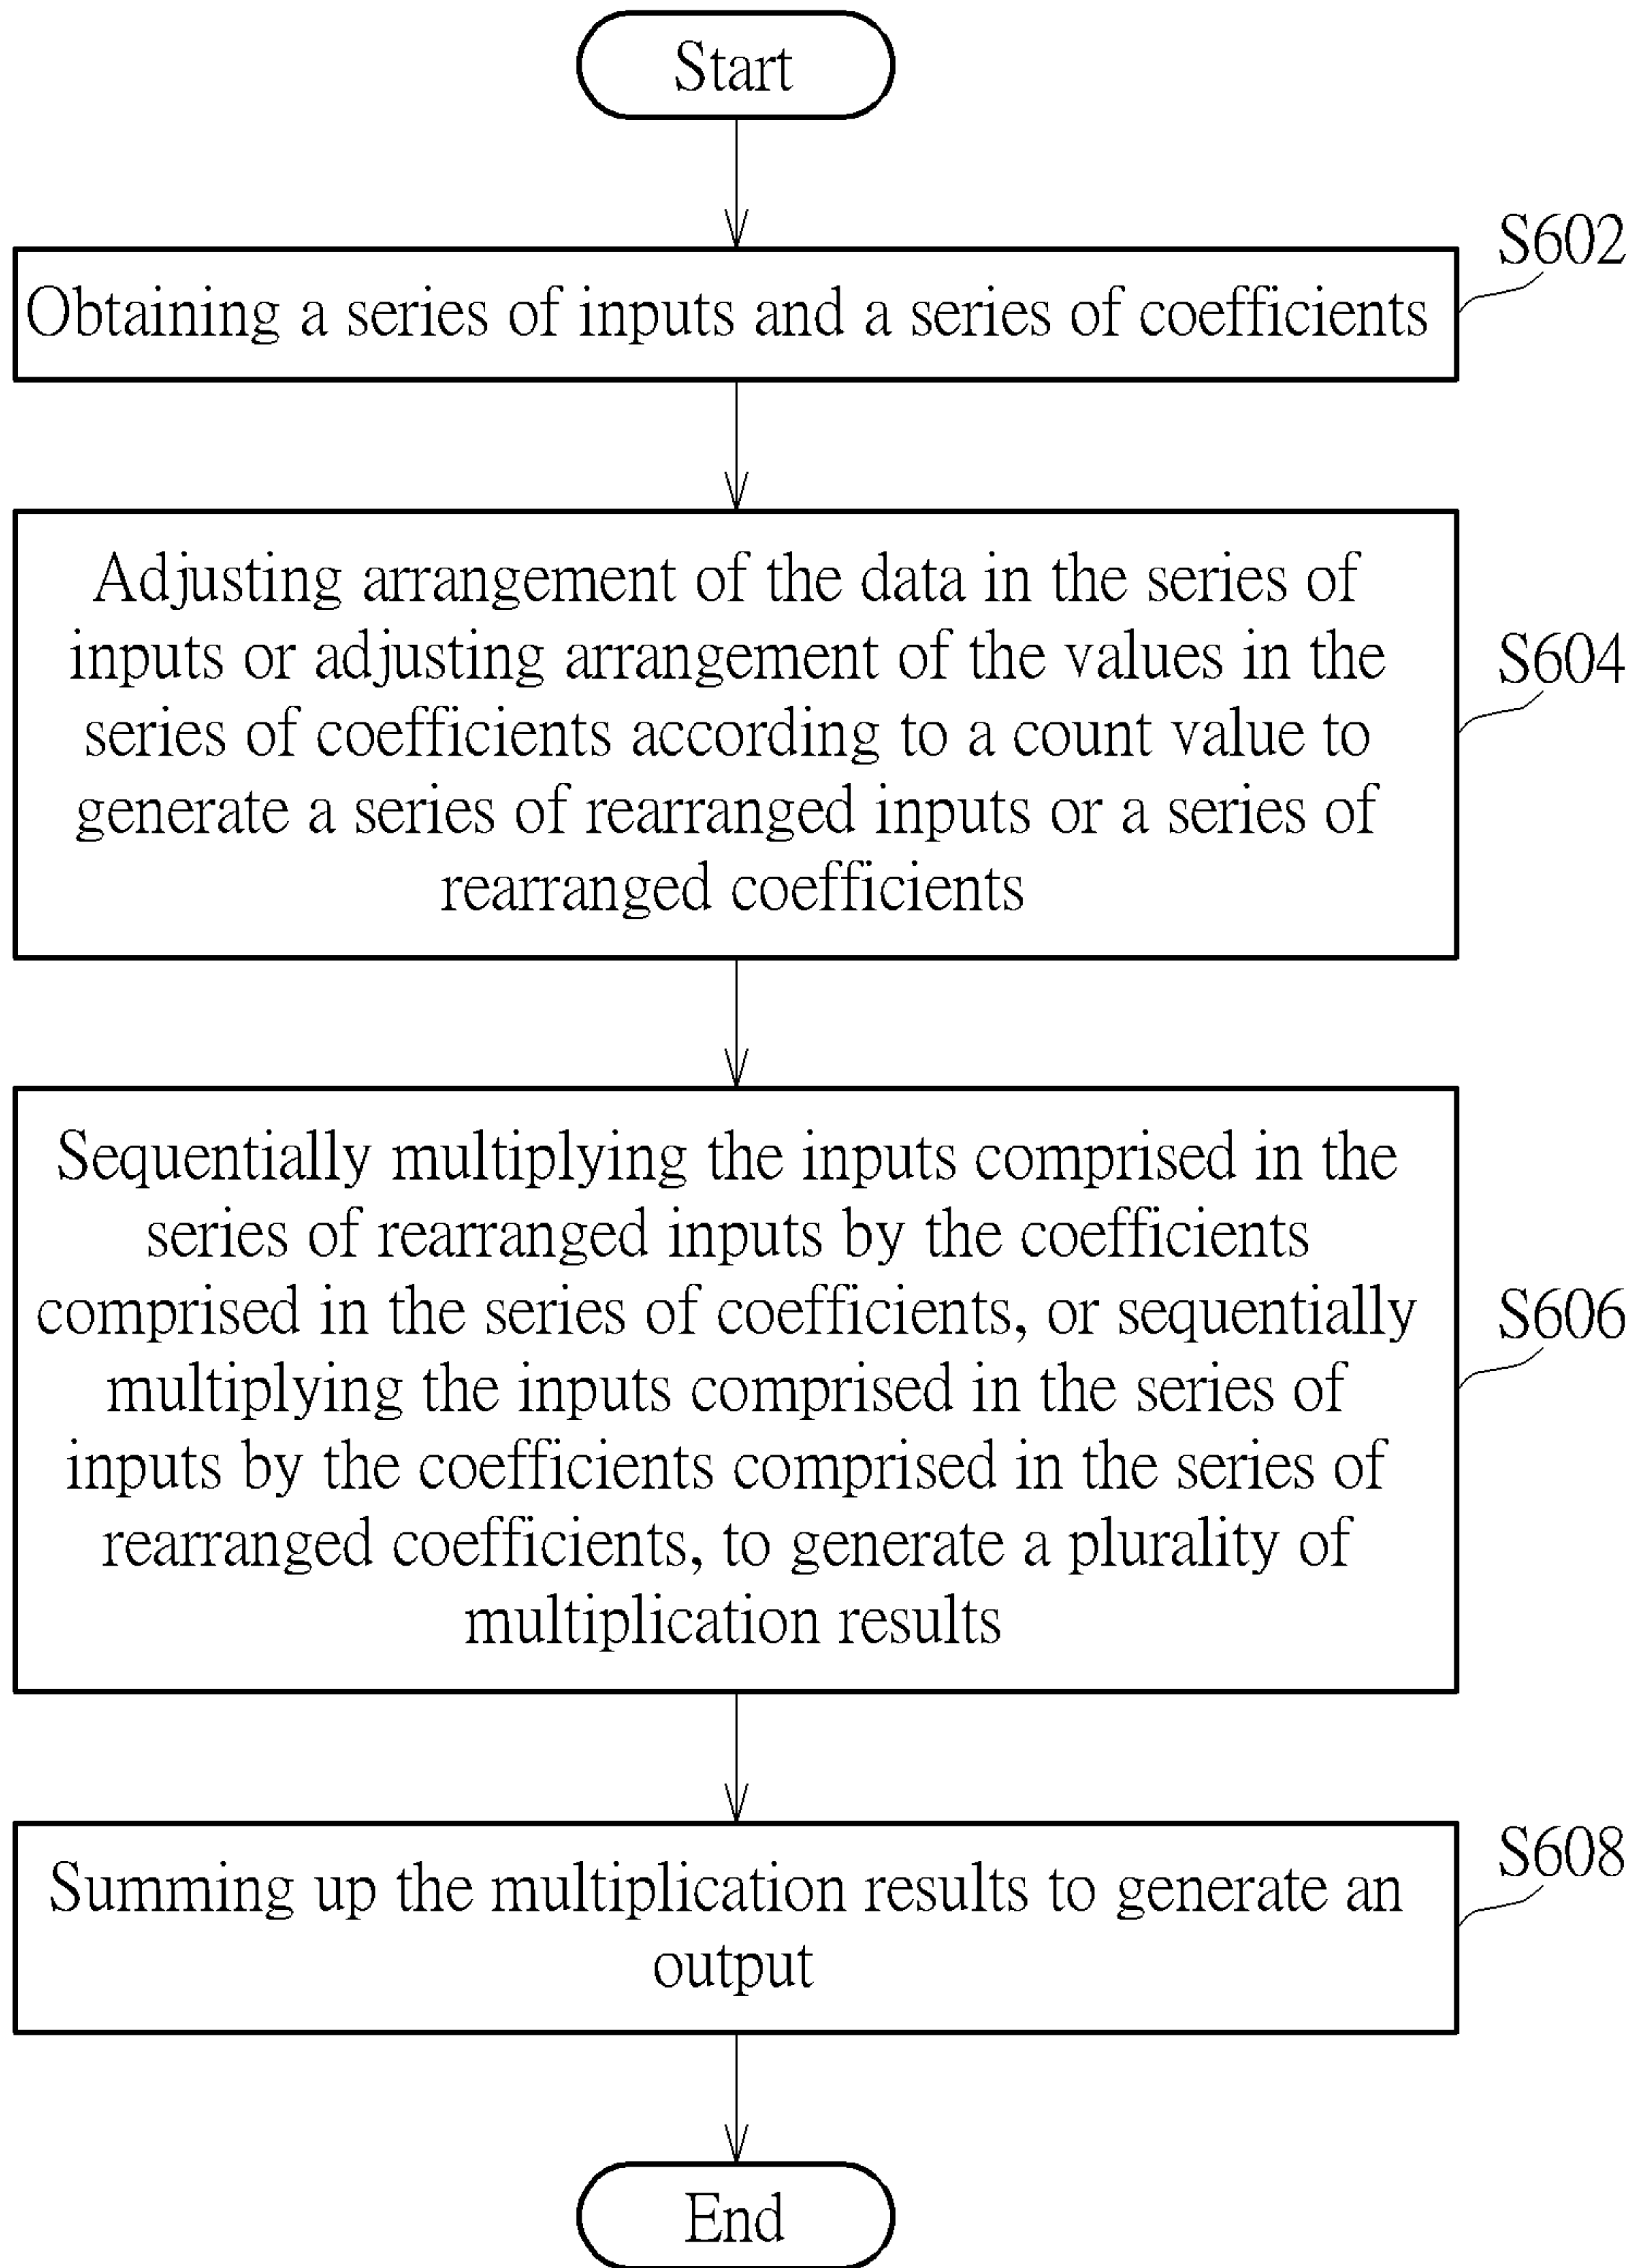 Start
S602
Obtaining a series of inputs and a series of coefficients
Adjusting arrangement of the data in the series of
inputs or adjusting arrangement of the values in the
series of coefficients according to a count value to
generate a series of rearranged inputs or a series of
rearranged coefficients
S604
Sequentially multiplying the inputs comprised in the
series of rearranged inputs by the coefficients
comprised in the series of coefficients, or sequentially
multiplying the inputs comprised in the series of
inputs by the coefficients comprised in the series of
rearranged coefficients, to generate a plurality of
multiplication results
S606
Summing up the multiplication results to generate an
output
S608
End